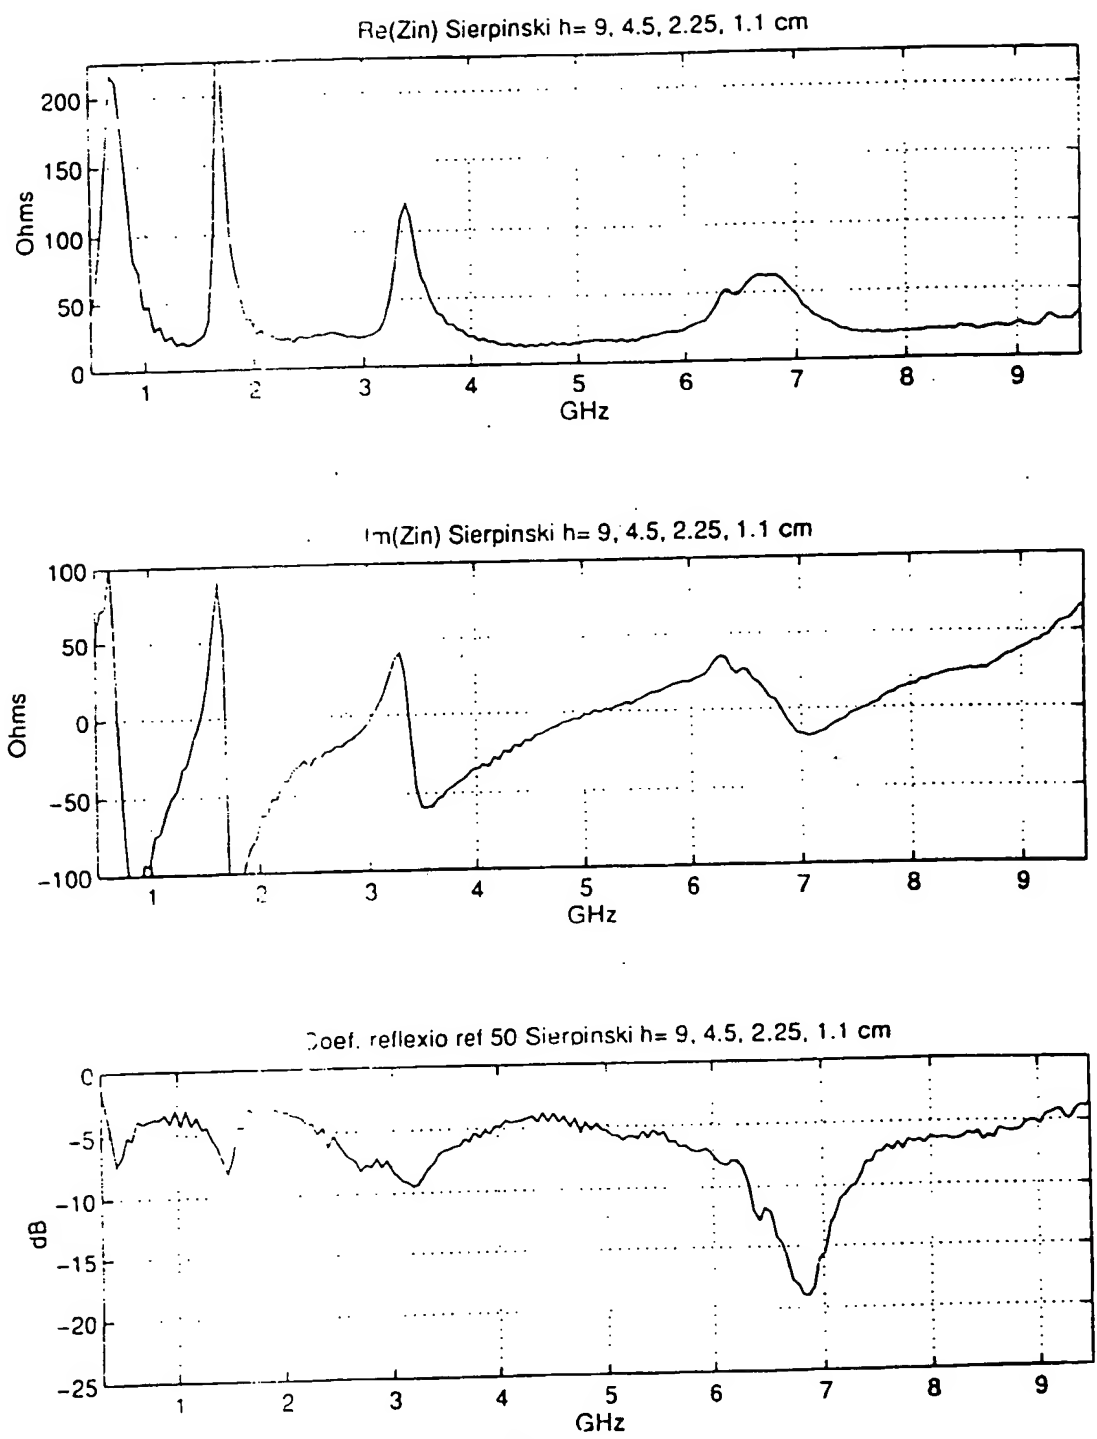 Re(Zin) Sierpinski h= 9, 4.5, 2.25, 1.1 cm
200
150
100
50
0
Ohms
1 2 3 4 5 6 7 8 9
GHz
Im(Zin) Sierpinski h= 9, 4.5, 2.25, 1.1 cm
100
50
0
-50
-100
Ohms
1 2 3 4 5 6 7 8 9
GHz
Coef. reflexio ref 50 Sierpinski h= 9, 4.5, 2.25, 1.1 cm
0
-5
-10
-15
-20
-25
dB
1 2 3 4 5 6 7 8 9
GHz